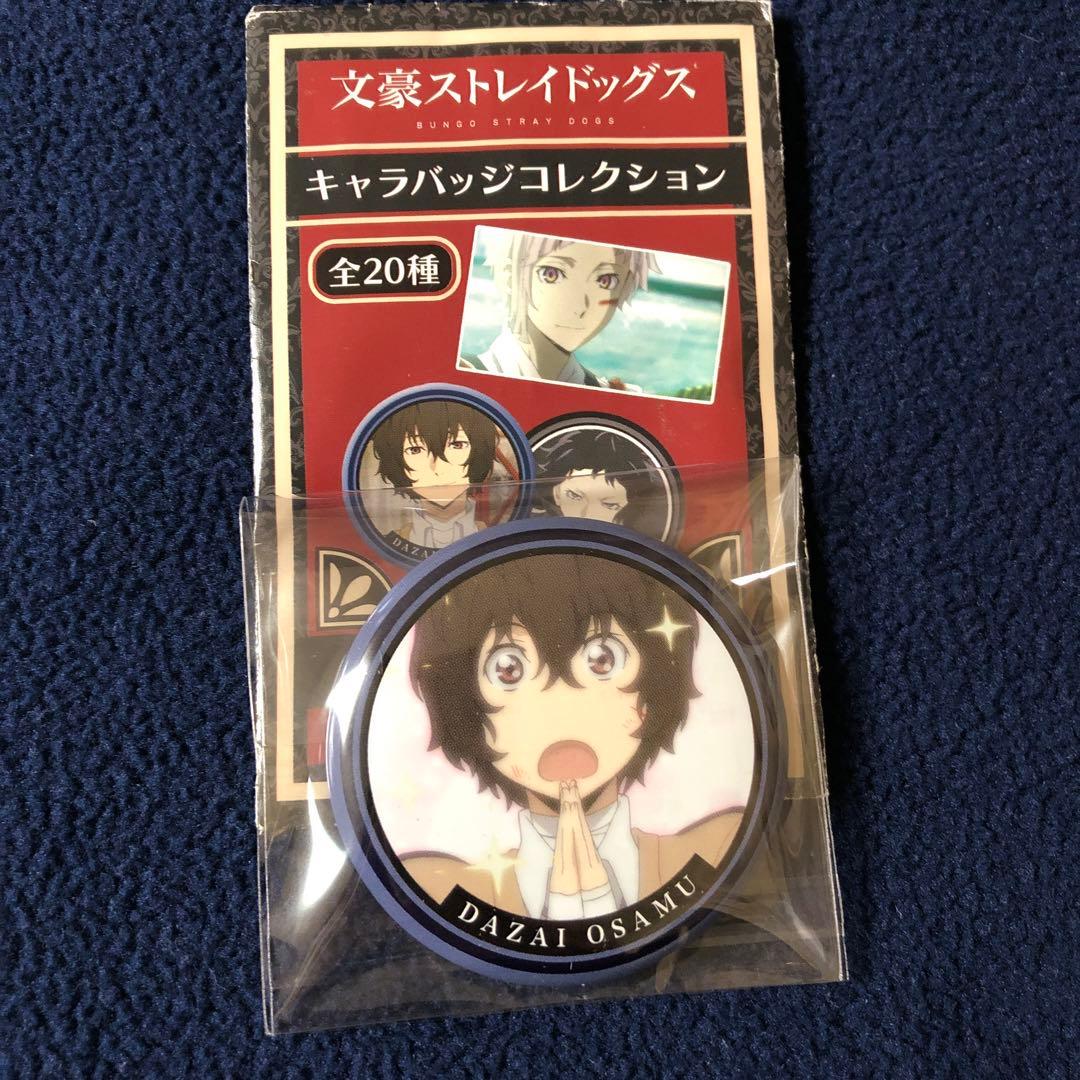 文豪ストレイドッグス
BUNGO STRAY DOGS
キャラバッジコレクション
全20種
DAZAI OSAMU